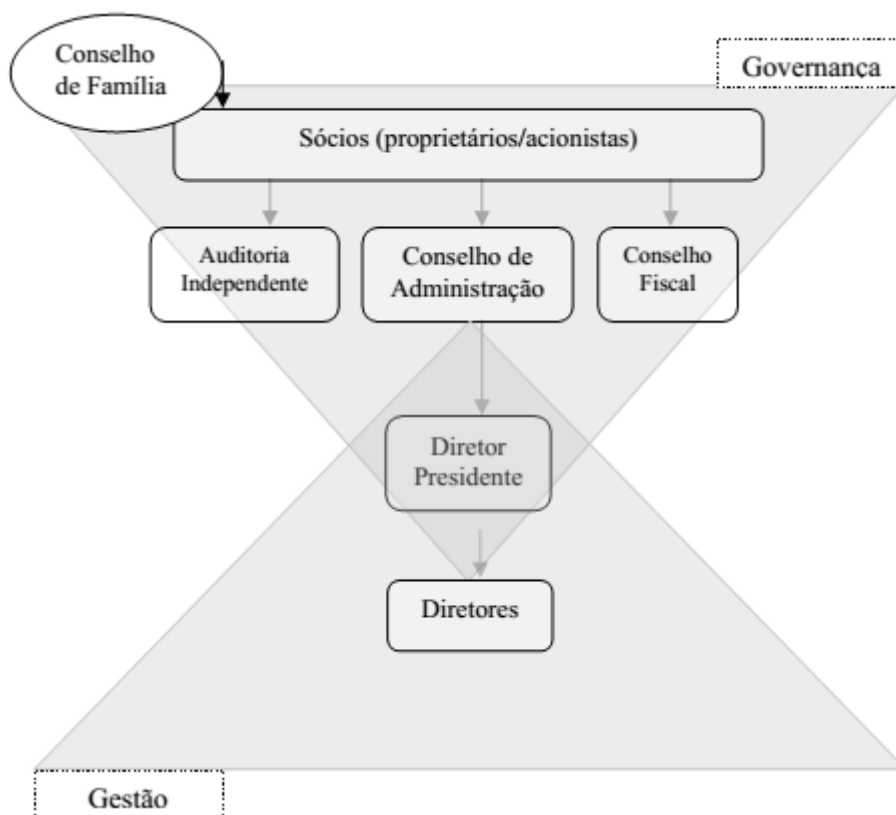 Conselho
de Família
Governança
Sócios (proprietários/acionistas)
Auditoria
Independente
Conselho de
Administração
Conselho
Fiscal
Diretor
Presidente
Diretores
Gestão